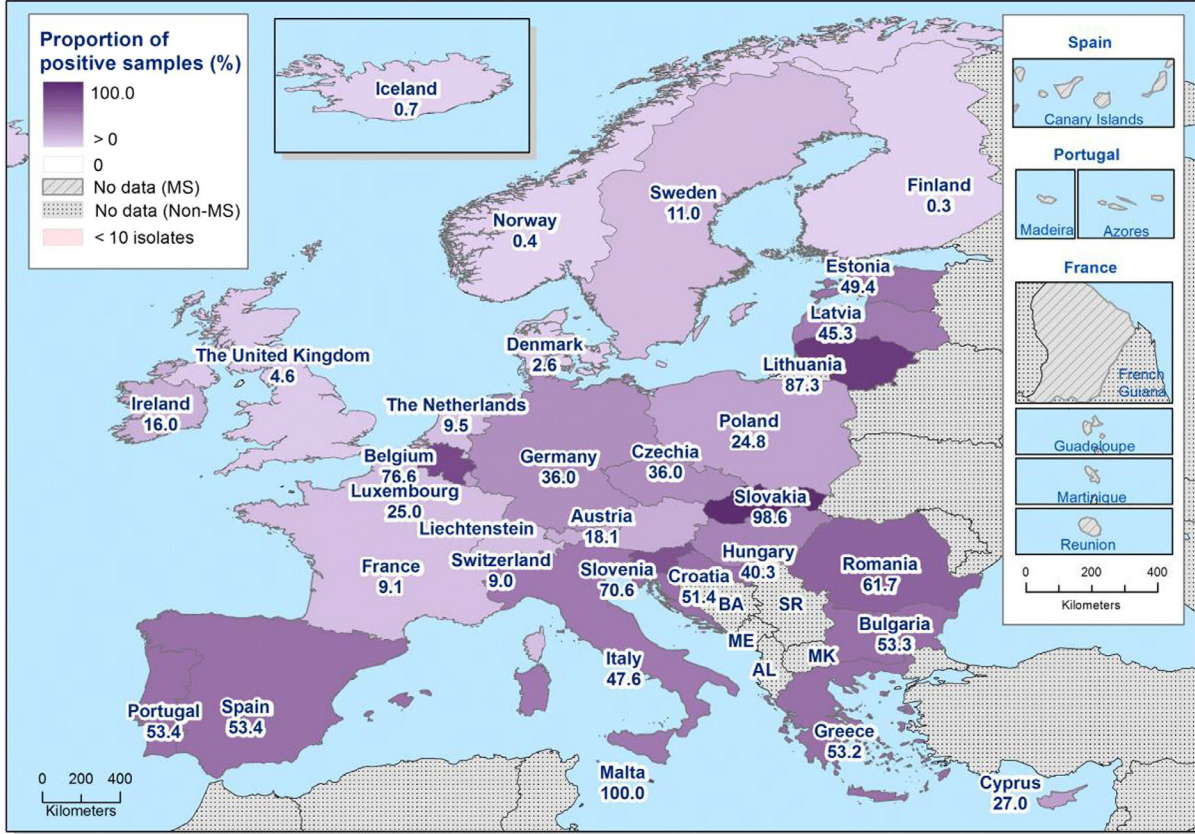 Proportion of
positive samples (%)
100.0
> 0
0
No data (MS)
No data (Non-MS)
< 10 isolates
Iceland
0.7
Norway
0.4
Sweden
11.0
Finland
0.3
Estonia
49.4
Latvia
45.3
Lithuania
87.3
Denmark
2.6
The United Kingdom
4.6
Ireland
16.0
The Netherlands
9.5
Poland
24.8
Belgium
76.6
Germany
36.0
Czechia
36.0
Luxembourg
25.0
Slovakia
98.6
Liechtenstein
Austria
18.1
Hungary
40.3
France
9.1
Switzerland
9.0
Slovenia
70.6
Croatia
51.4
Romania
61.7
BA
SR
Bulgaria
53.3
ME
MK
AL
Italy
47.6
Portugal
53.4
Spain
53.4
Greece
53.2
Malta
100.0
Cyprus
27.0
0 200 400
Kilometers
Spain
Canary Islands
Portugal
Madeira
Azores
France
French
Guiana
Guadeloupe
Martinique
Reunion
0 200 400
Kilometers